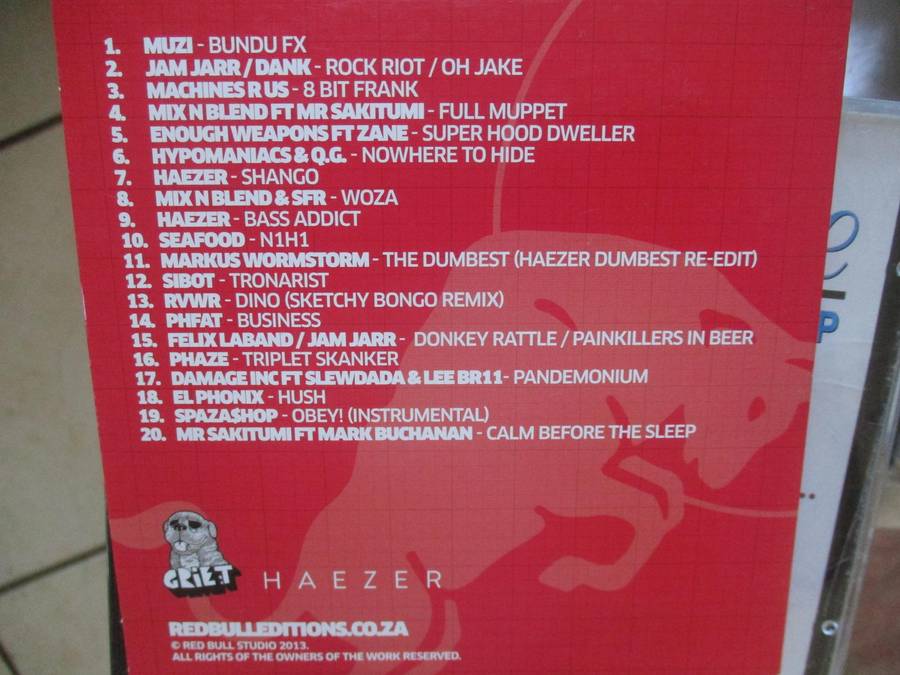 1. MUZI - BUNDU FX
2. JAM JARR / DANK - ROCK RIOT / OH JAKE
3. MACHINES R US - 8 BIT FRANK
4. MIX N BLEND FT MR SAKITUMI - FULL MUPPET
5. ENOUGH WEAPONS FT ZANE - SUPER HOOD DWELLER
6. HYPOMANIACS & Q.G. - NOWHERE TO HIDE
7. HAEZER - SHANGO
8. MIX N BLEND & SFR - WOZA
9. HAEZER - BASS ADDICT
10. SEAFOOD - N1H1
11. MARKUS WORMSTORM - THE DUMBEST (HAEZER DUMBEST RE-EDIT)
12. SIBOT - TRONARIST
13. RVWR - DINO (SKETCHY BONGO REMIX)
14. PHFAT - BUSINESS
15. FELIX LABAND / JAM JARR - DONKEY RATTLE / PAINKILLERS IN BEER
16. PHAZE - TRIPLET SKANKER
17. DAMAGE INC FT SLEWDADA & LEE BR11- PANDEMONIUM
18. EL PHONIX - HUSH
19. SPAZA$HOP - OBEY! (INSTRUMENTAL)
20. MR SAKITUMI FT MARK BUCHANAN - CALM BEFORE THE SLEEP
GRIET HAEZER
REDBULLEDITIONS.CO.ZA
© RED BULL STUDIO 2013.
ALL RIGHTS OF THE OWNERS OF THE WORK RESERVED.